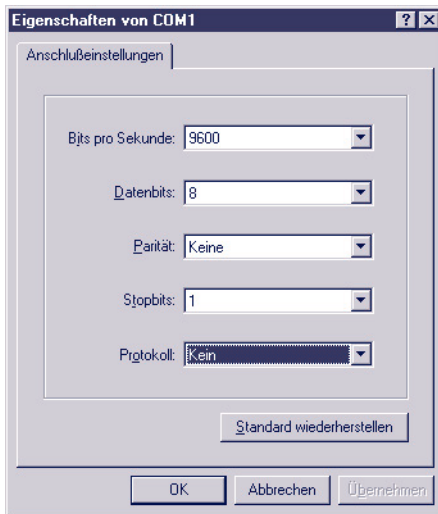 Eigenschaften von COM1
Anschlußeinstellungen
Bits pro Sekunde: 9600
Datenbits: 8
Parität: Keine
Stopbits: 1
Protokoll: Kein
Standard wiederherstellen
OK Abbrechen Übernehmen